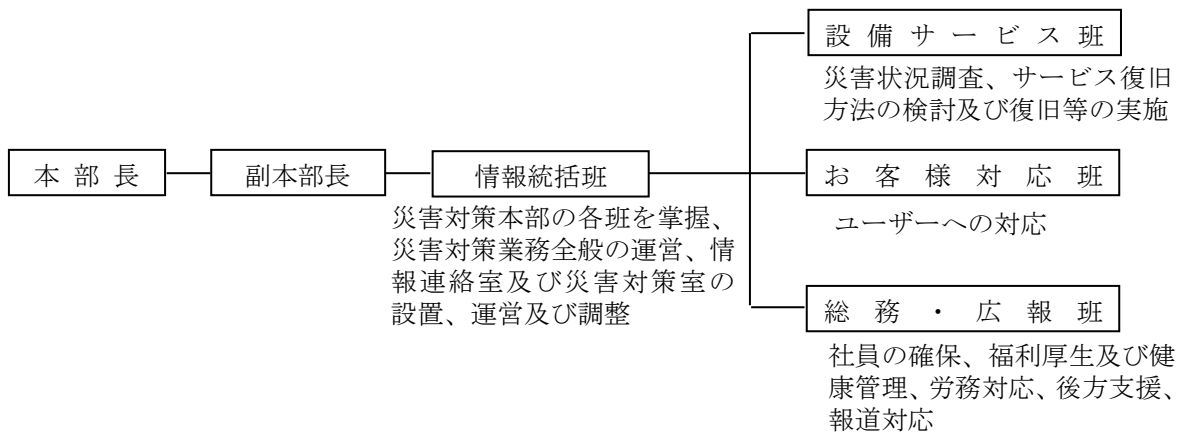 本部長
副本部長
情報統括班
災害対策本部の各班を掌握、
災害対策業務全般の運営、情
報連絡室及び災害対策室の
設置、運営及び調整
設備サービス班
災害状況調査、サービス復旧
方法の検討及び復旧等の実施
お客様対応班
ユーザーへの対応
総務・広報班
社員の確保、福利厚生及び健
康管理、労務対応、後方支援、
報道対応